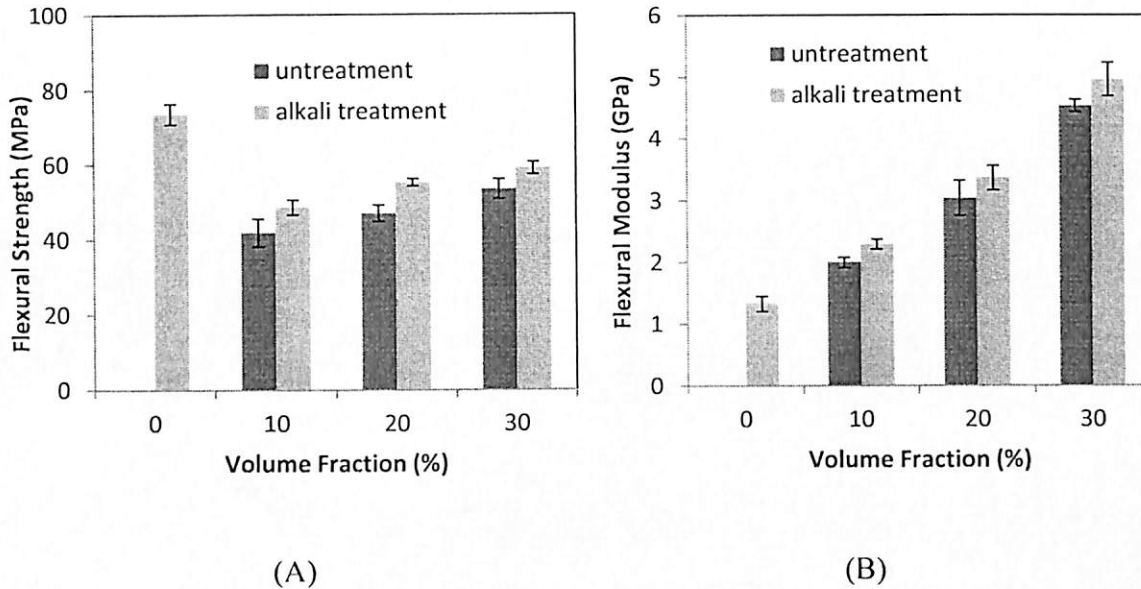 100
80
60
40
20
0
Flexural Strength (MPa)
untreatment
alkali treatment
0 10 20 30
Volume Fraction (%)
(A)
6
5
4
3
2
1
0
Flexural Modulus (GPa)
untreatment
alkali treatment
0 10 20 30
Volume Fraction (%)
(B)